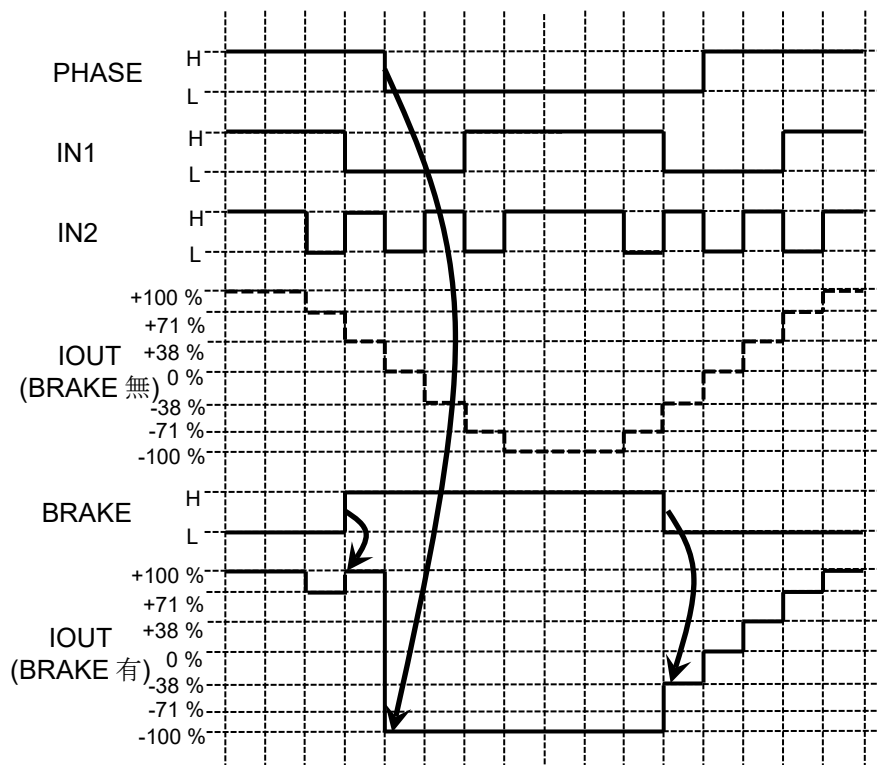 PHASE
H
L
IN1
H
L
IN2
H
L
IOUT
(BRAKE 無)
+100 %
+71 %
+38 %
0 %
-38 %
-71 %
-100 %
BRAKE
H
L
IOUT
(BRAKE 有)
+100 %
+71 %
+38 %
0 %
-38 %
-71 %
-100 %